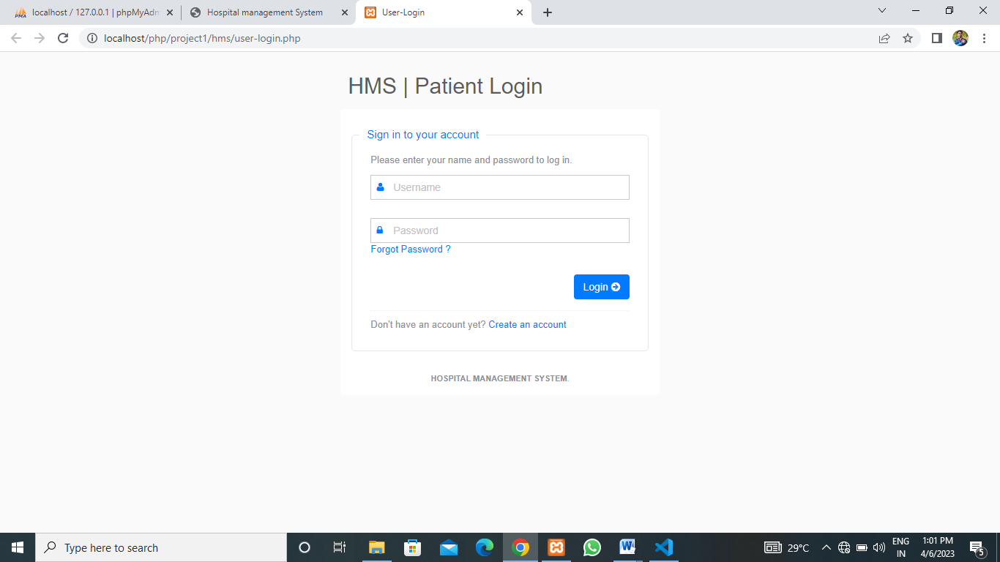 localhost / 127.0.0.1 | phpMyAdm
Hospital management System
User-Login
localhost/php/project1/hms/user-login.php
HMS | Patient Login
Sign in to your account
Please enter your name and password to log in.
Username
Password
Forgot Password ?
Login
Don't have an account yet? Create an account
HOSPITAL MANAGEMENT SYSTEM.
Type here to search
29°C
ENG
IN
1:01 PM
4/6/2023
5